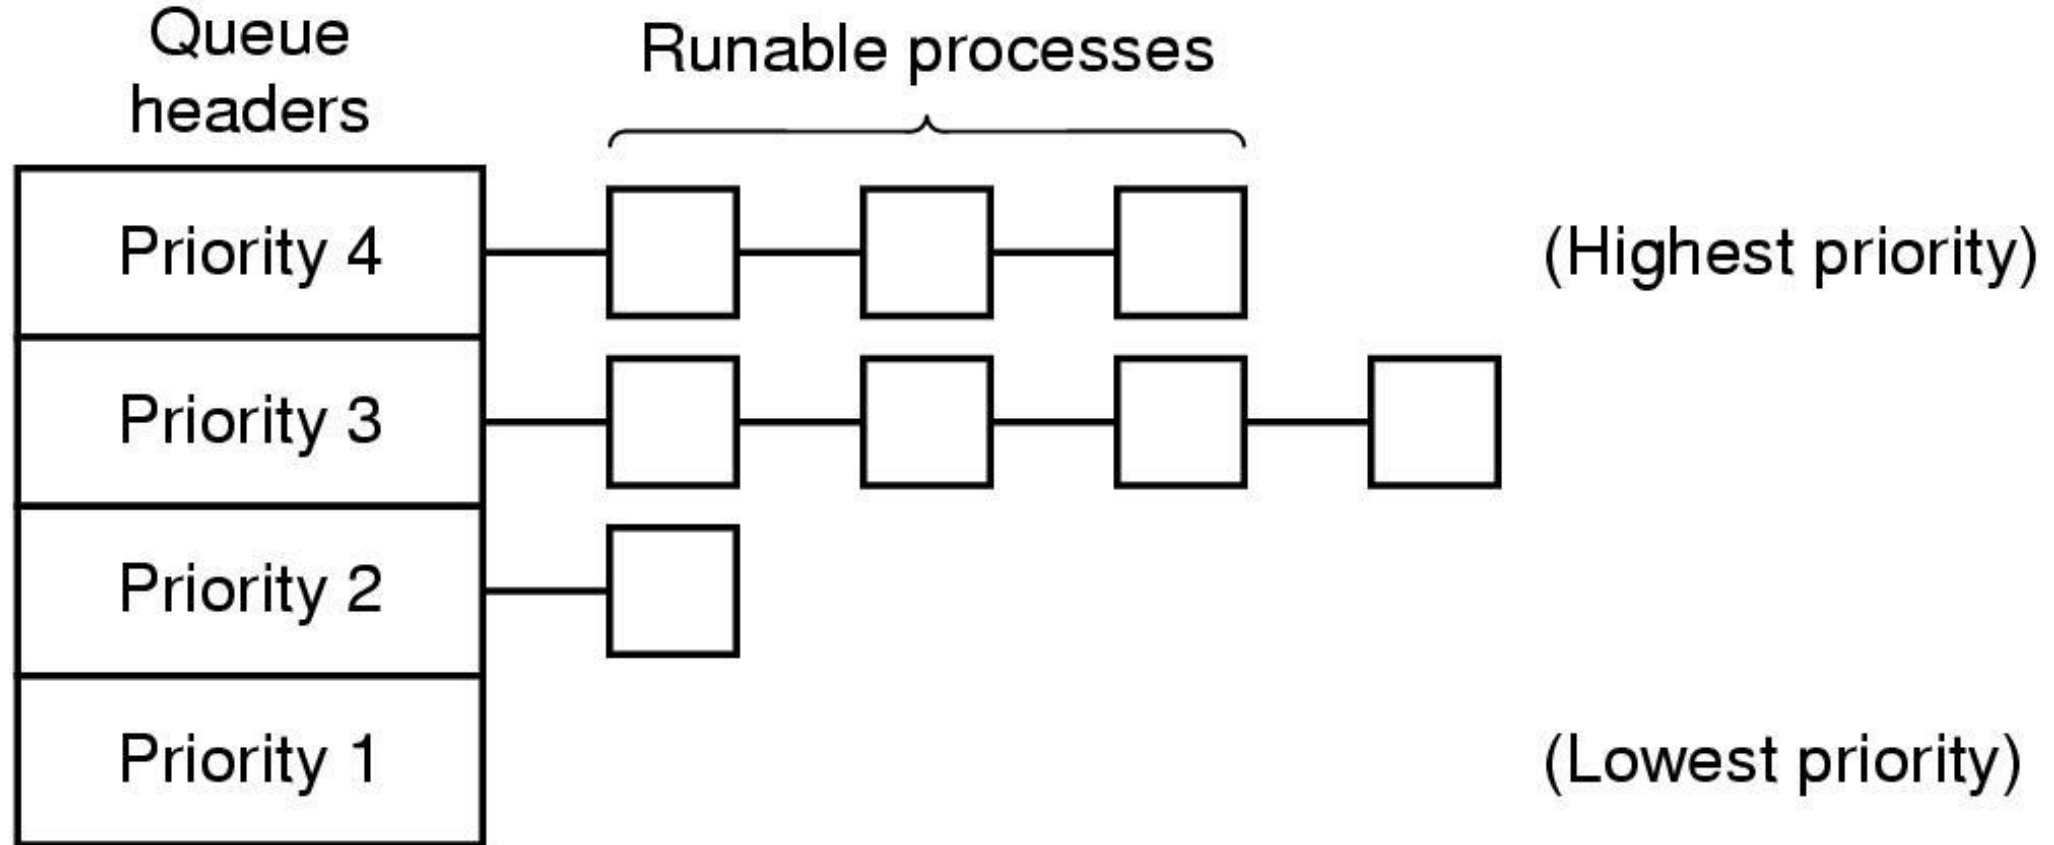 Queue
headers
Runable processes
Priority 4
(Highest priority)
Priority 3
Priority 2
Priority 1
(Lowest priority)